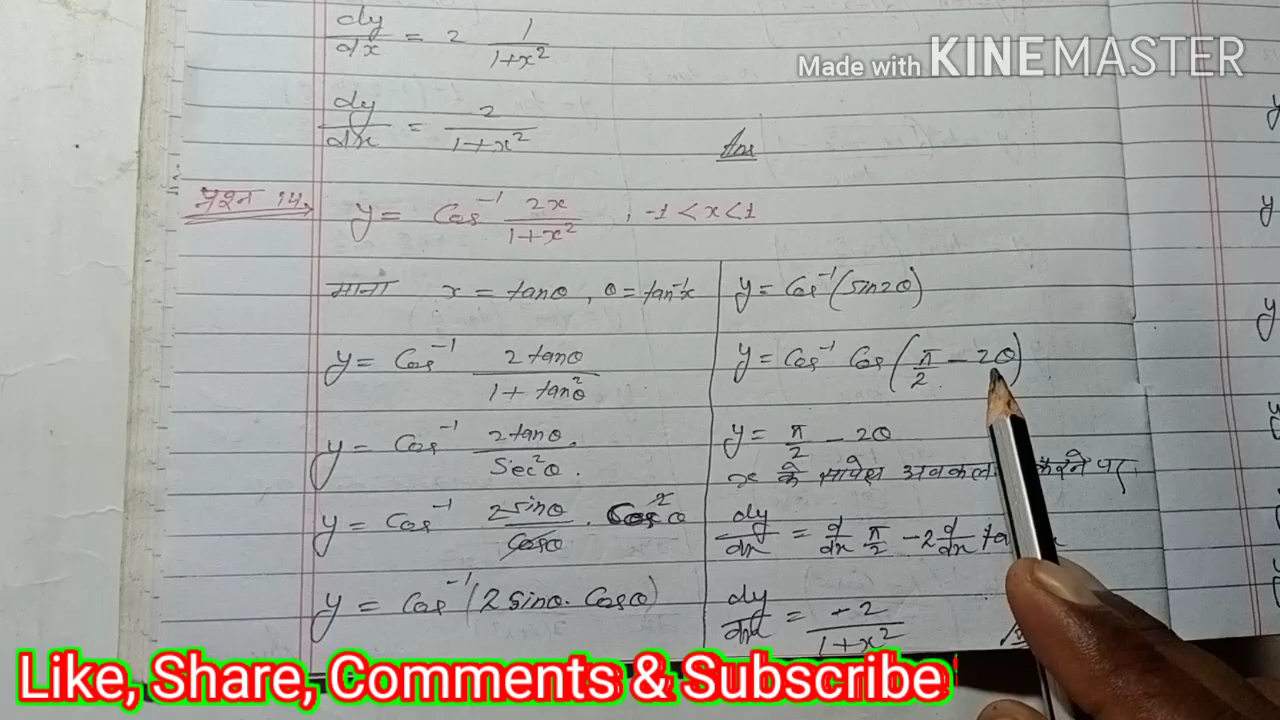 dy/dx = 2 1/(1+x²)
Made with KINEMASTER
dy/dx = 2/(1+x²)
Ans
प्रश्न 14. y = Cos⁻¹ 2x/(1+x²) , -1 < x < 1
माना x = tanθ , θ = tan⁻¹x
y = Cos⁻¹ 2tanθ/(1 + tan²θ)
y = Cos⁻¹ 2tanθ/Sec²θ.
y = Cos⁻¹ 2sinθ/Cosθ . Cos²θ
y = Cos⁻¹(2 Sinθ. Cosθ)
y = Cos⁻¹(Sin2θ)
y = Cos⁻¹ Cos(π/2 - 2θ)
y = π/2 - 2θ
x के सापेक्ष अवकलन करने पर
dy/dx = d/dx π/2 - 2 d/dx
dy/dx = -2/(1+x²)
Like, Share, Comments & Subscribe